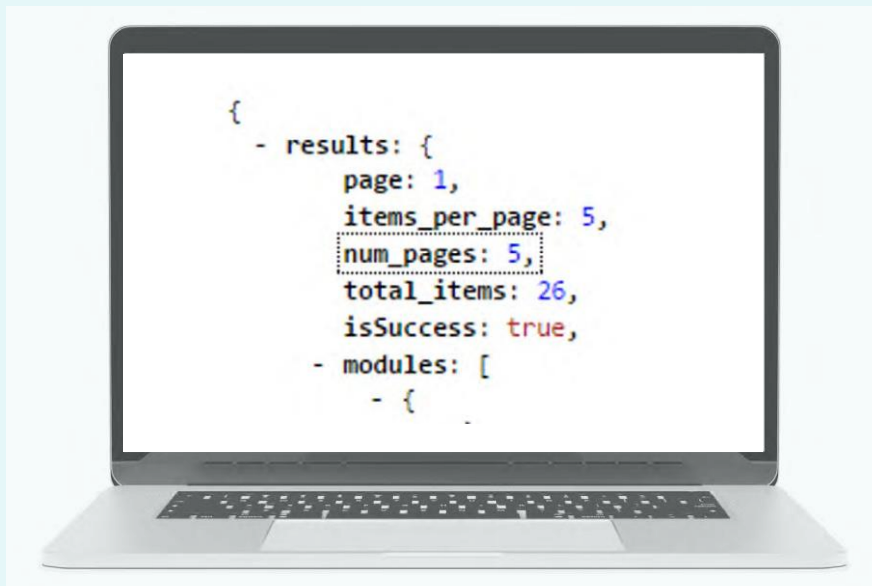 {
- results: {
page: 1,
items_per_page: 5,
num_pages: 5,
total_items: 26,
isSuccess: true,
- modules: [
- {